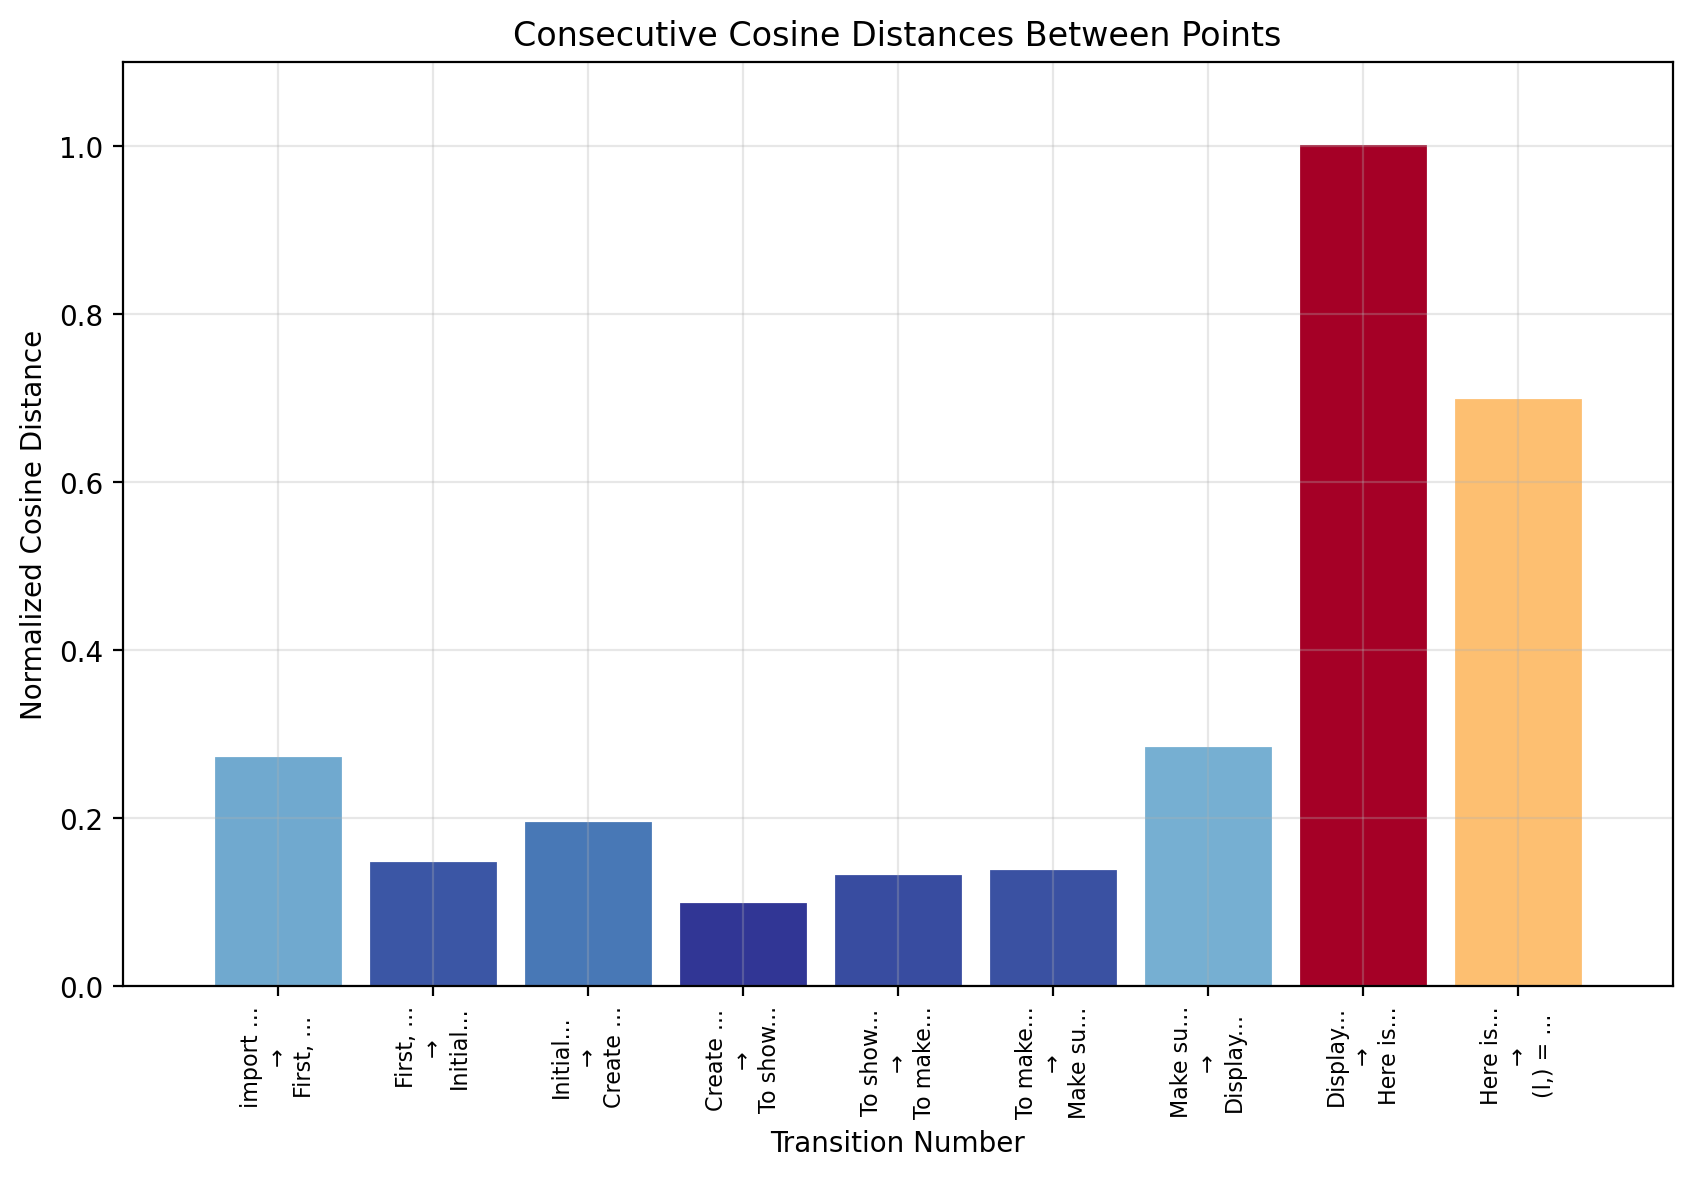 Consecutive Cosine Distances Between Points
Normalized Cosine Distance
1.0
0.8
0.6
0.4
0.2
0.0
import ...
→
First, ...
First, ...
→
Initial...
Initial...
→
Create ...
Create ...
→
To show...
To show...
→
To make...
To make...
→
Make su...
Make su...
→
Display...
Display...
→
Here is...
Here is...
→
(l,) = ...
Transition Number